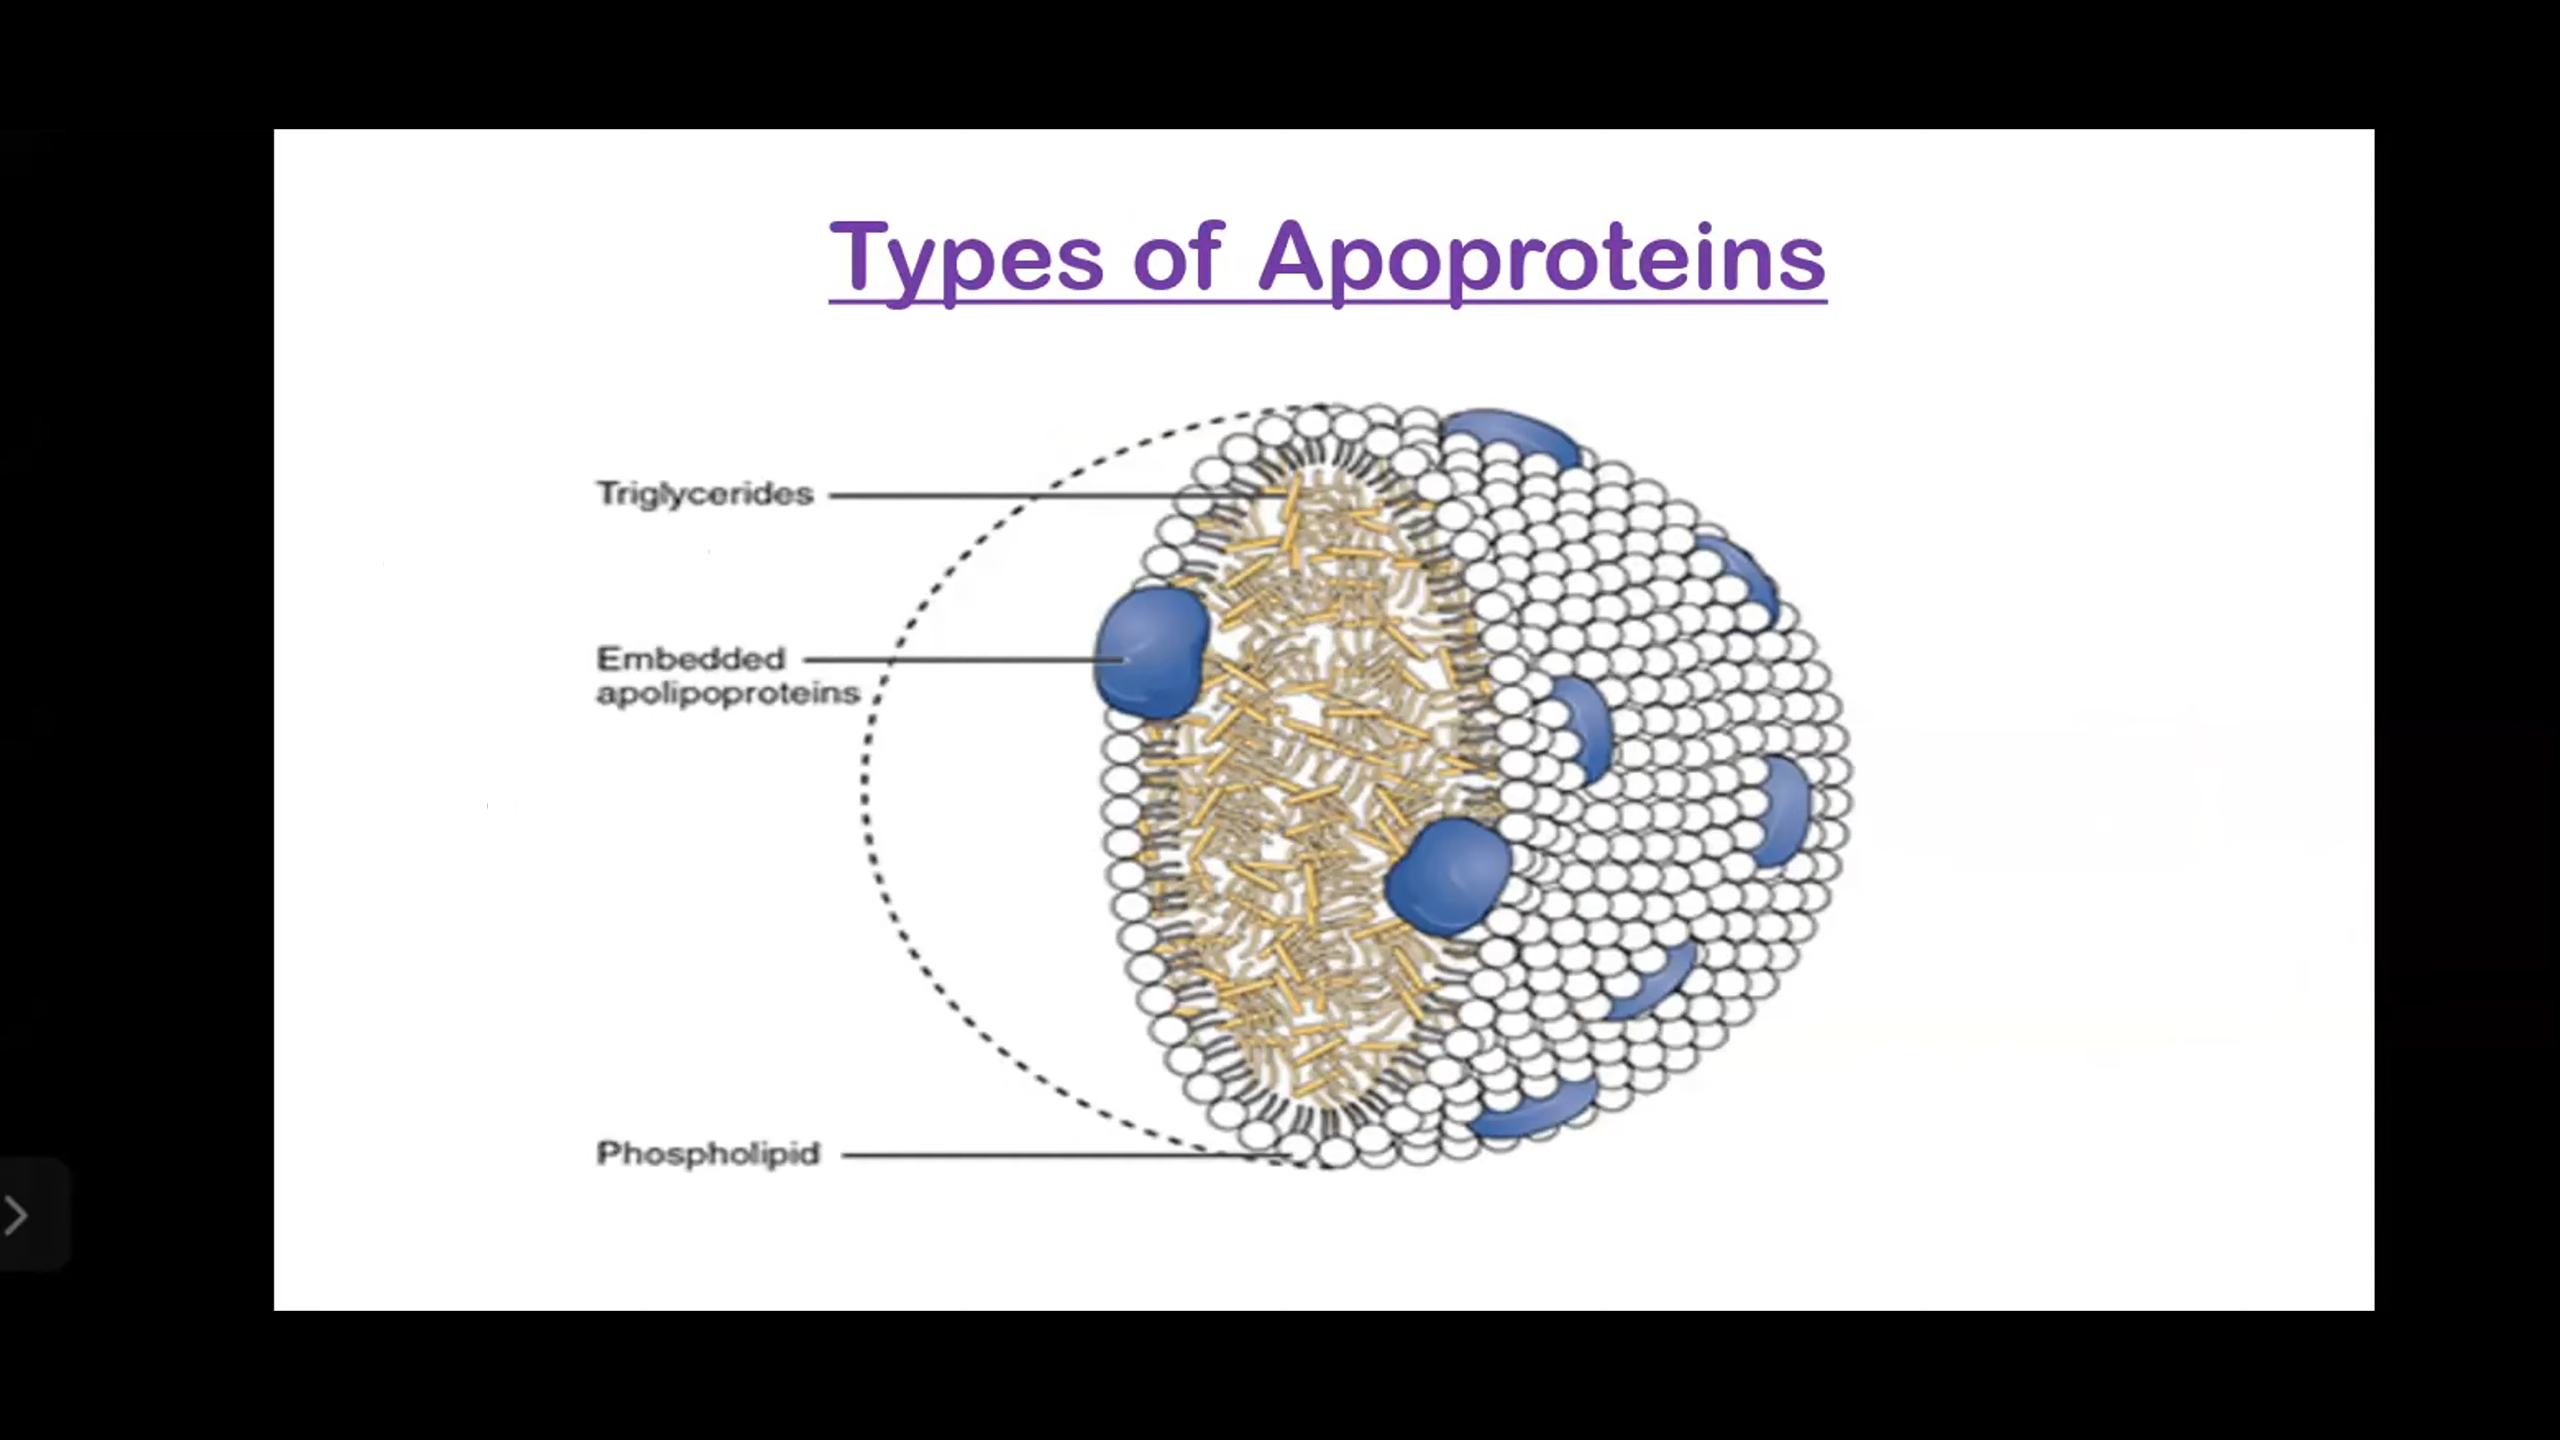 Types of Apoproteins
Triglycerides
Embedded
apolipoproteins
Phospholipid